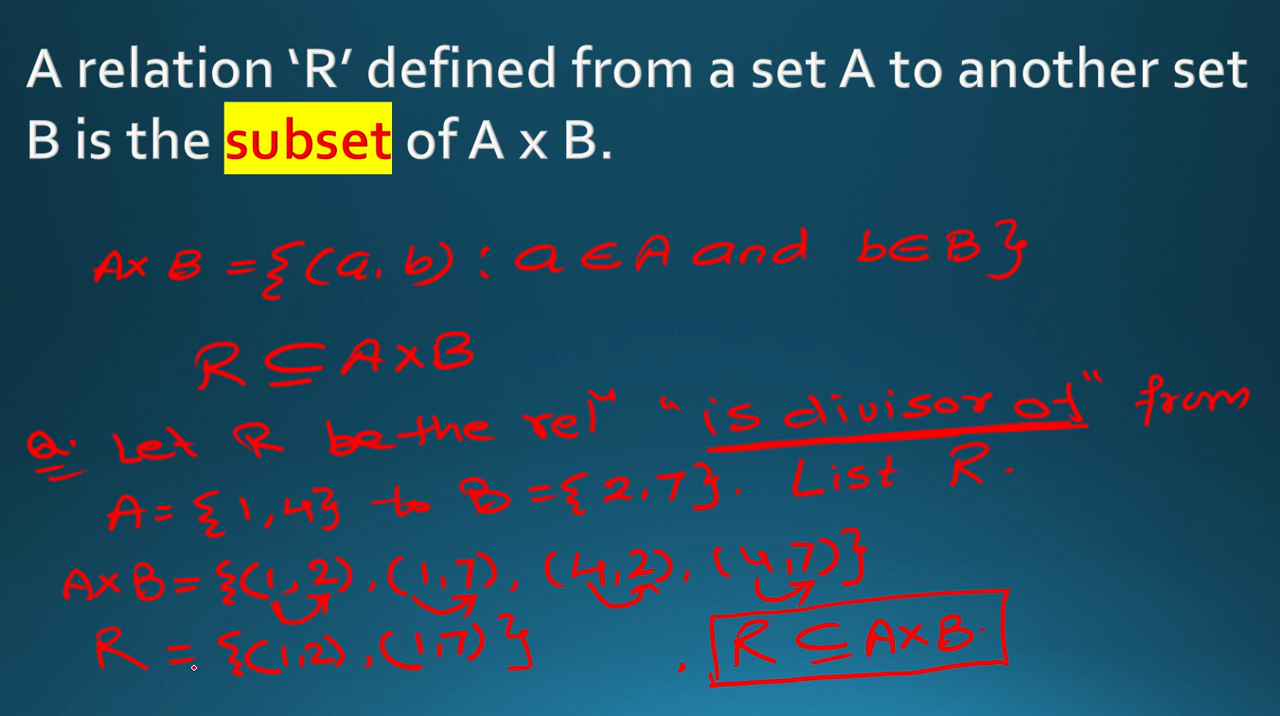 A relation ‘R’ defined from a set A to another set
B is the subset of A x B.
A×B = {(a, b) : a ∈ A and b ∈ B}
R ⊆ A×B
Q. Let R be the relⁿ "is divisor of" from
A = {1,4} to B = {2,7}. List R.
A×B = {(1,2), (1,7), (4,2), (4,7)}
R = {(1,2), (1,7)} . R ⊆ A×B.